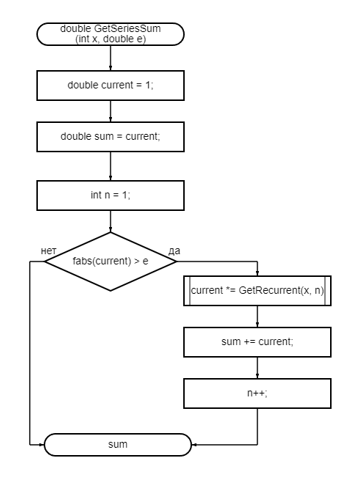 double GetSeriesSum
(int x, double e)
double current = 1;
double sum = current;
int n = 1;
нет
да
fabs(current) > e
current *= GetRecurrent(x, n)
sum += current;
n++;
sum